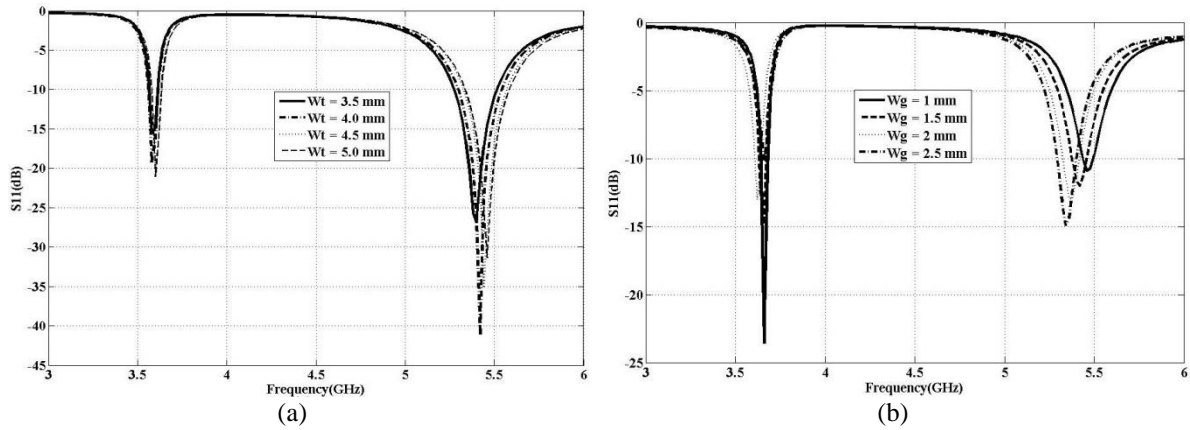 0
-5
-10
-15
-20
-25
-30
-35
-40
-45
S11(dB)
Wt = 3.5 mm
Wt = 4.0 mm
Wt = 4.5 mm
Wt = 5.0 mm
3 3.5 4 4.5 5 5.5 6
Frequency(GHz)
(a)
0
-5
-10
-15
-20
-25
S11(dB)
Wg = 1 mm
Wg = 1.5 mm
Wg = 2 mm
Wg = 2.5 mm
3 3.5 4 4.5 5 5.5 6
Frequency(GHz)
(b)